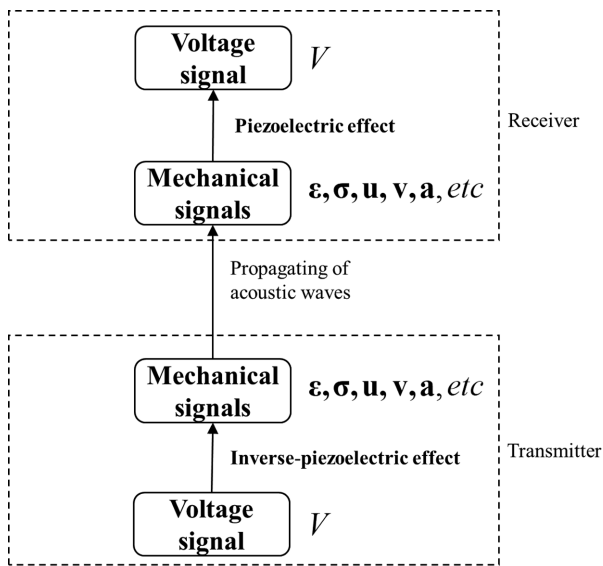 Voltage
signal
V
Piezoelectric effect
Receiver
Mechanical
signals
ε, σ, u, v, a, etc
Propagating of
acoustic waves
Mechanical
signals
ε, σ, u, v, a, etc
Inverse-piezoelectric effect
Transmitter
Voltage
signal
V